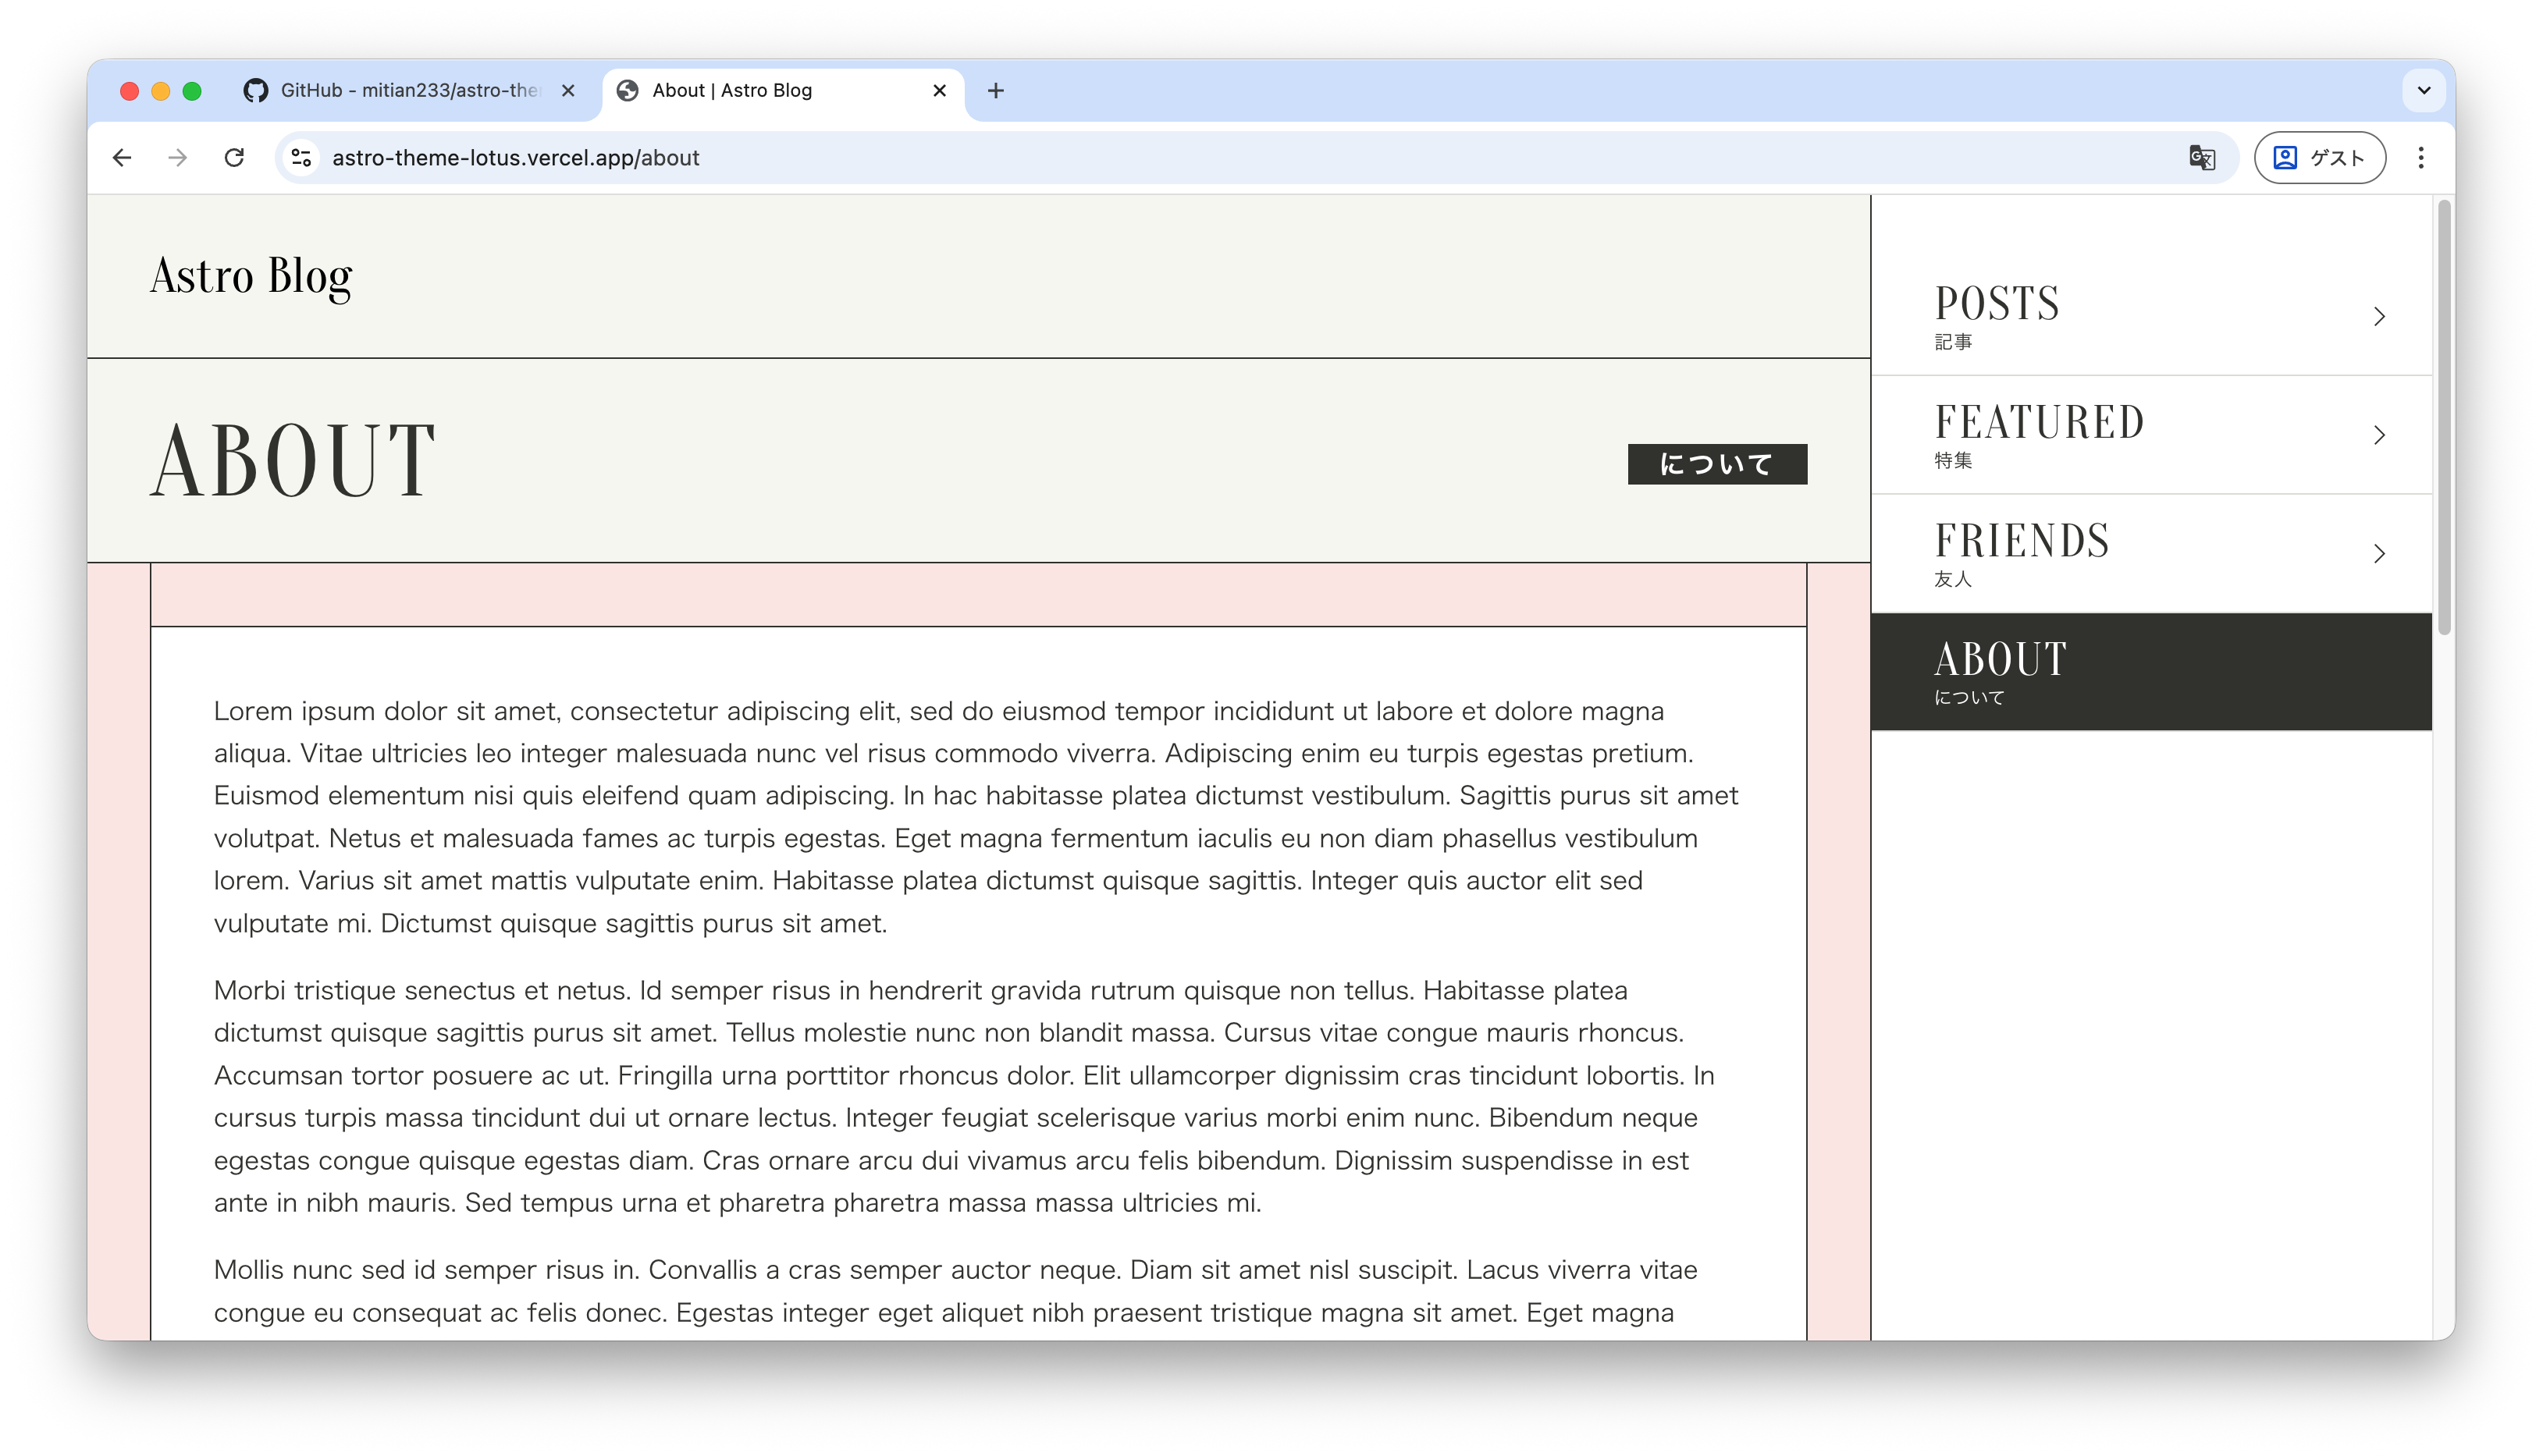 GitHub - mitian233/astro-the
About | Astro Blog
astro-theme-lotus.vercel.app/about
ゲスト
Astro Blog
ABOUT
について
Lorem ipsum dolor sit amet, consectetur adipiscing elit, sed do eiusmod tempor incididunt ut labore et dolore magna
aliqua. Vitae ultricies leo integer malesuada nunc vel risus commodo viverra. Adipiscing enim eu turpis egestas pretium.
Euismod elementum nisi quis eleifend quam adipiscing. In hac habitasse platea dictumst vestibulum. Sagittis purus sit amet
volutpat. Netus et malesuada fames ac turpis egestas. Eget magna fermentum iaculis eu non diam phasellus vestibulum
lorem. Varius sit amet mattis vulputate enim. Habitasse platea dictumst quisque sagittis. Integer quis auctor elit sed
vulputate mi. Dictumst quisque sagittis purus sit amet.
Morbi tristique senectus et netus. Id semper risus in hendrerit gravida rutrum quisque non tellus. Habitasse platea
dictumst quisque sagittis purus sit amet. Tellus molestie nunc non blandit massa. Cursus vitae congue mauris rhoncus.
Accumsan tortor posuere ac ut. Fringilla urna porttitor rhoncus dolor. Elit ullamcorper dignissim cras tincidunt lobortis. In
cursus turpis massa tincidunt dui ut ornare lectus. Integer feugiat scelerisque varius morbi enim nunc. Bibendum neque
egestas congue quisque egestas diam. Cras ornare arcu dui vivamus arcu felis bibendum. Dignissim suspendisse in est
ante in nibh mauris. Sed tempus urna et pharetra pharetra massa massa ultricies mi.
Mollis nunc sed id semper risus in. Convallis a cras semper auctor neque. Diam sit amet nisl suscipit. Lacus viverra vitae
congue eu consequat ac felis donec. Egestas integer eget aliquet nibh praesent tristique magna sit amet. Eget magna
POSTS
記事
FEATURED
特集
FRIENDS
友人
ABOUT
について